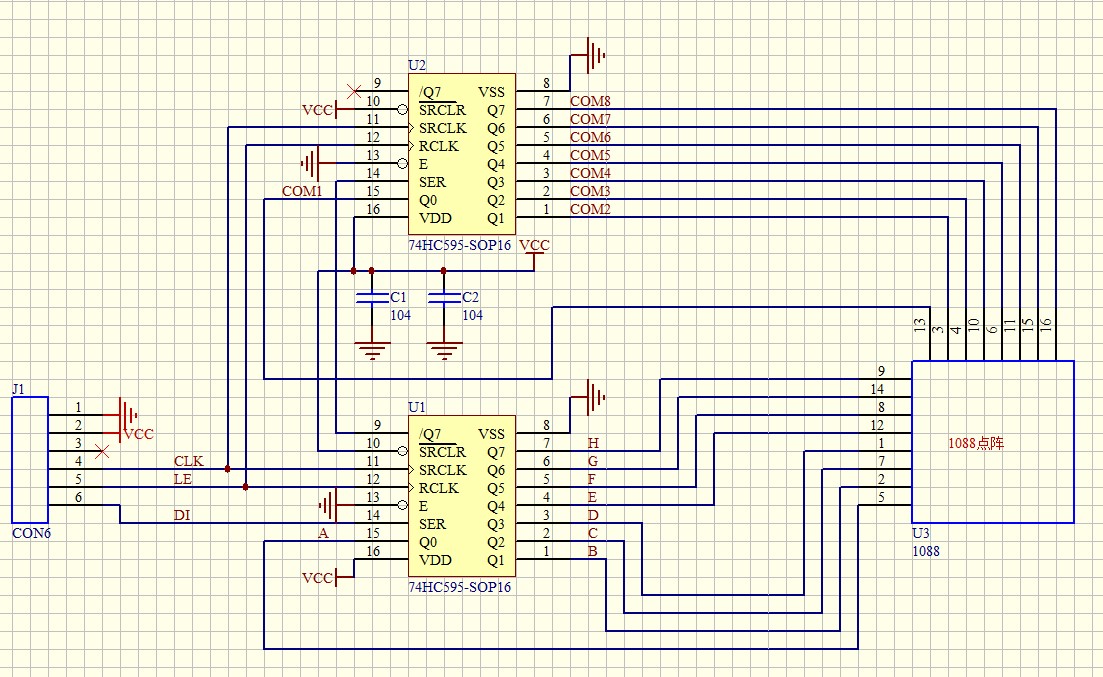 U2
9 /Q7 VSS 8
VCC 10 SRCLR Q7 7 COM8
11 SRCLK Q6 6 COM7
12 RCLK Q5 5 COM6
13 E Q4 4 COM5
14 SER Q3 3 COM4
COM1 15 Q0 Q2 2 COM3
16 VDD Q1 1 COM2
74HC595-SOP16 VCC
C1 C2
104 104
13 3 4 10 6 11 15 16
9
14
8
12
1
7
2
5
1088点阵
U3
1088
J1
1
2 VCC
3
4 CLK
5 LE
6 DI
CON6
U1
9 /Q7 VSS 8
10 SRCLR Q7 7 H
11 SRCLK Q6 6 G
12 RCLK Q5 5 F
13 E Q4 4 E
14 SER Q3 3 D
A 15 Q0 Q2 2 C
16 VDD Q1 1 B
VCC
74HC595-SOP16